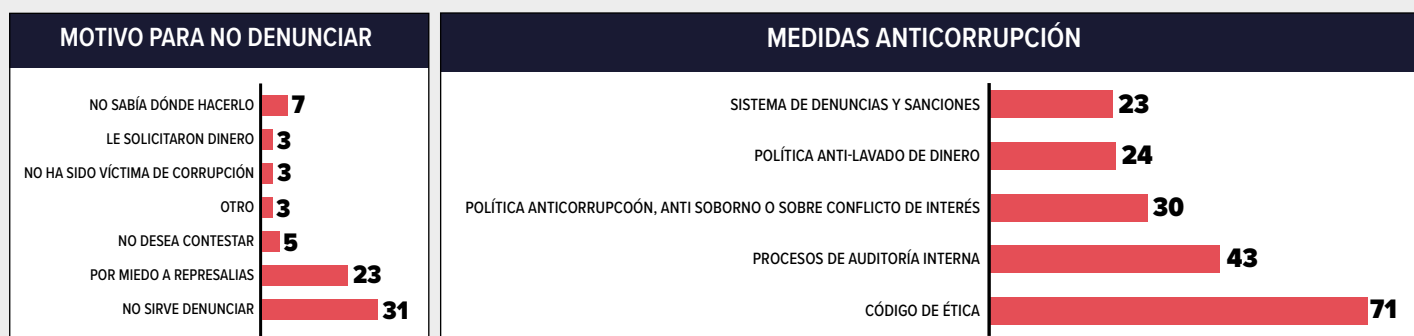 MOTIVO PARA NO DENUNCIAR
NO SABÍA DÓNDE HACERLO 7
LE SOLICITARON DINERO 3
NO HA SIDO VÍCTIMA DE CORRUPCIÓN 3
OTRO 3
NO DESEA CONTESTAR 5
POR MIEDO A REPRESALIAS 23
NO SIRVE DENUNCIAR 31
MEDIDAS ANTICORRUPCIÓN
SISTEMA DE DENUNCIAS Y SANCIONES 23
POLÍTICA ANTI-LAVADO DE DINERO 24
POLÍTICA ANTICORRUPCOÓN, ANTI SOBORNO O SOBRE CONFLICTO DE INTERÉS 30
PROCESOS DE AUDITORÍA INTERNA 43
CÓDIGO DE ÉTICA 71